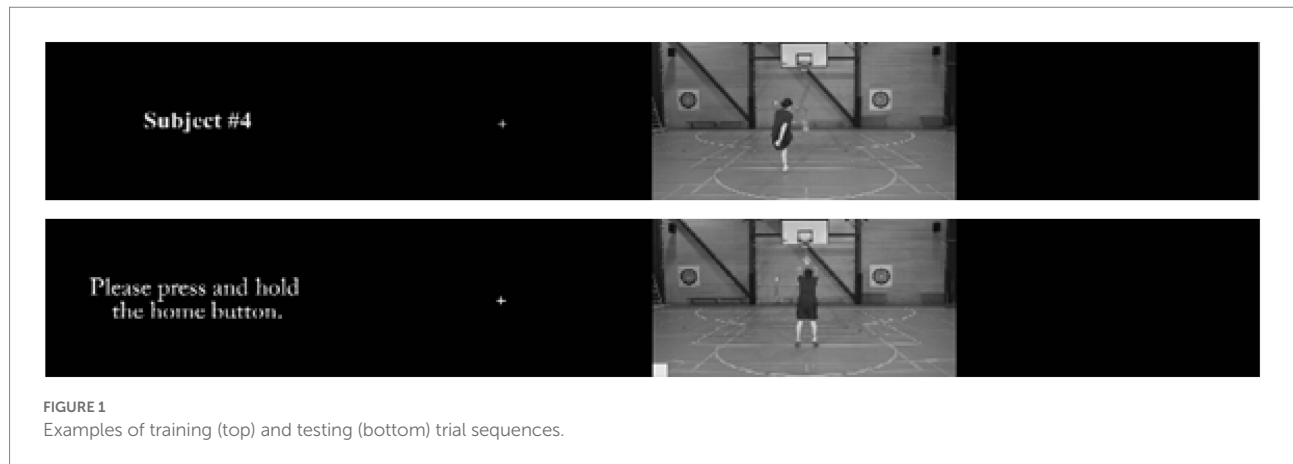 Subject #4
+
Please press and hold
the home button.
+
FIGURE 1
Examples of training (top) and testing (bottom) trial sequences.